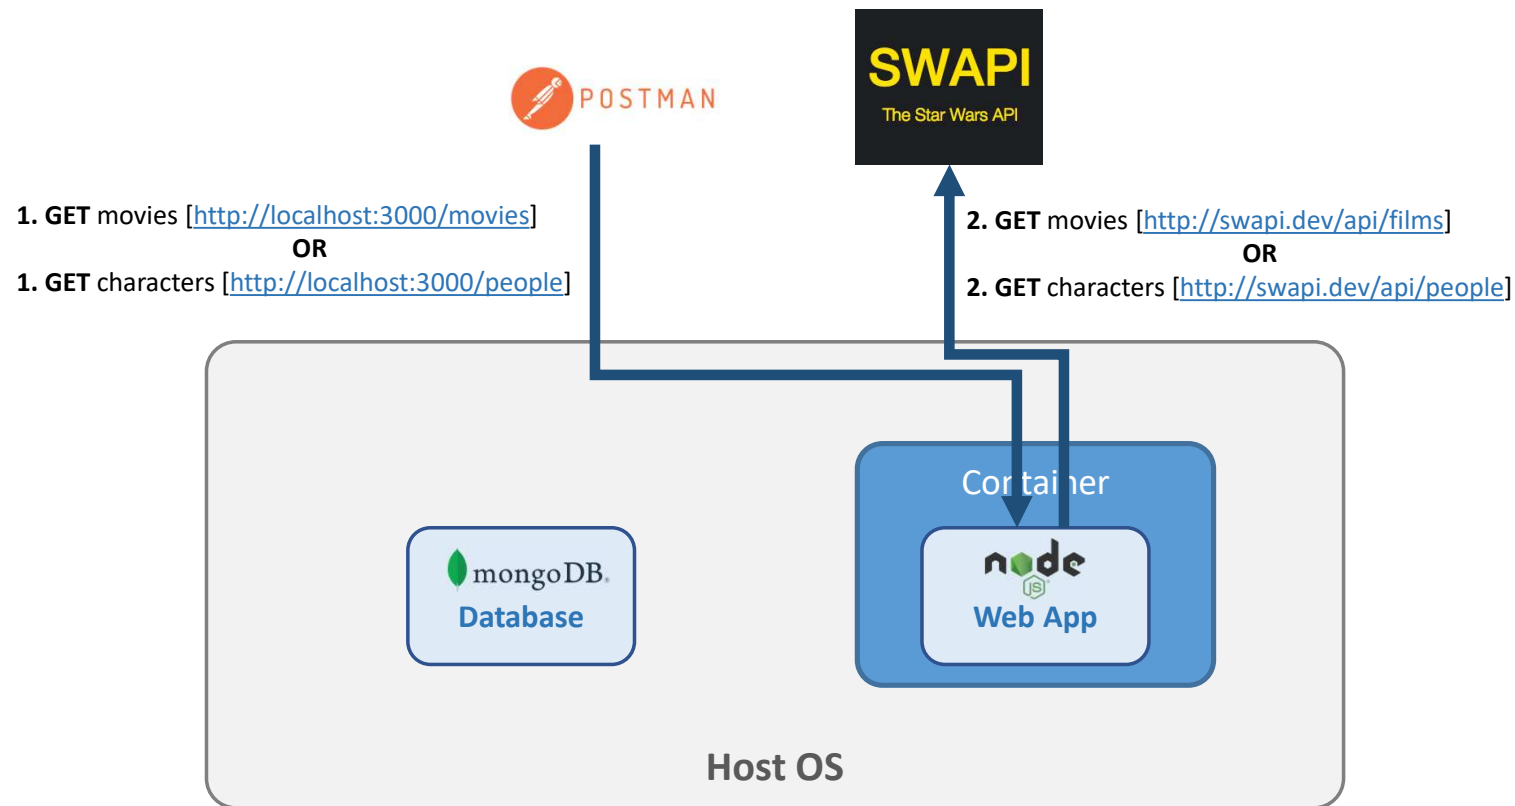 SWAPI
The Star Wars API
POSTMAN
1. GET movies [http://localhost:3000/movies]
OR
1. GET characters [http://localhost:3000/people]
2. GET movies [http://swapi.dev/api/films]
OR
2. GET characters [http://swapi.dev/api/people]
Container
mongoDB®
Database
node
JS
Web App
Host OS